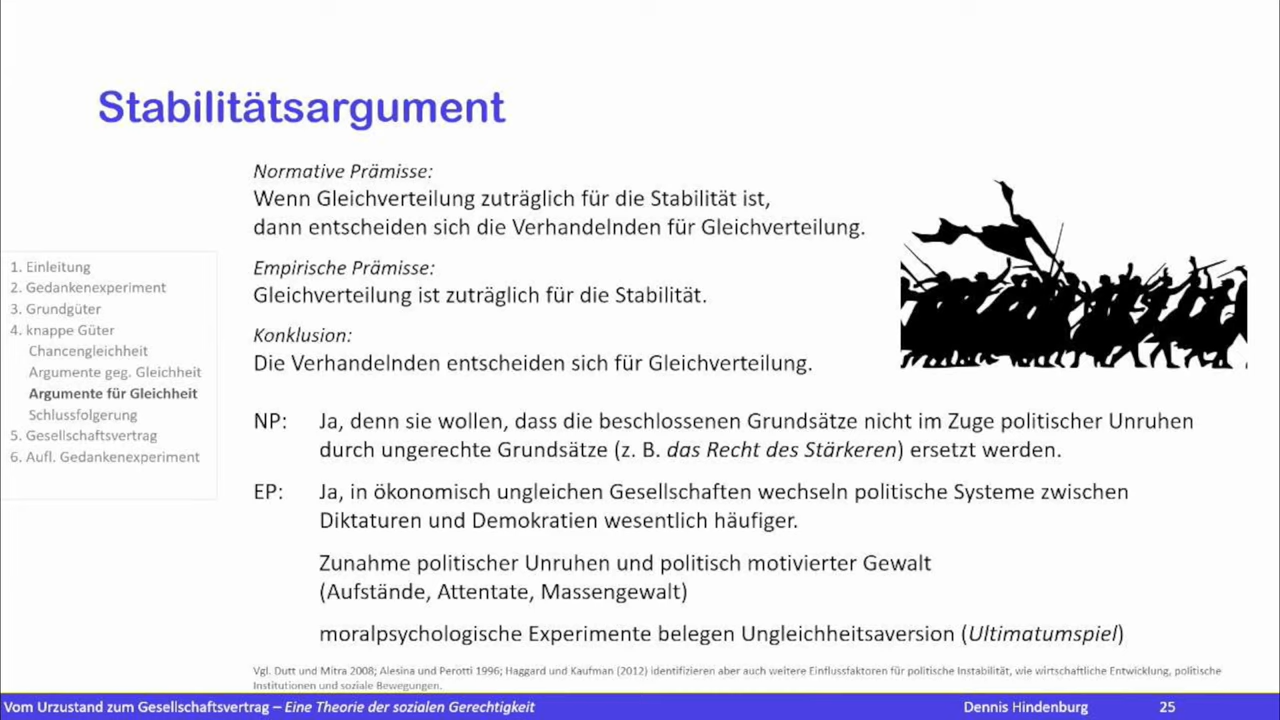 Stabilitätsargument
Normative Prämisse:
Wenn Gleichverteilung zuträglich für die Stabilität ist,
dann entscheiden sich die Verhandelnden für Gleichverteilung.
Empirische Prämisse:
Gleichverteilung ist zuträglich für die Stabilität.
Konklusion:
Die Verhandelnden entscheiden sich für Gleichverteilung.
1. Einleitung
2. Gedankenexperiment
3. Grundgüter
4. knappe Güter
Chancengleichheit
Argumente geg. Gleichheit
Argumente für Gleichheit
Schlussfolgerung
5. Gesellschaftsvertrag
6. Aufl. Gedankenexperiment
NP: Ja, denn sie wollen, dass die beschlossenen Grundsätze nicht im Zuge politischer Unruhen
durch ungerechte Grundsätze (z. B. das Recht des Stärkeren) ersetzt werden.
EP: Ja, in ökonomisch ungleichen Gesellschaften wechseln politische Systeme zwischen
Diktaturen und Demokratien wesentlich häufiger.
Zunahme politischer Unruhen und politisch motivierter Gewalt
(Aufstände, Attentate, Massengewalt)
moralpsychologische Experimente belegen Ungleichheitsaversion (Ultimatumspiel)
Vgl. Dutt und Mitra 2008; Alesina und Perotti 1996; Haggard und Kaufman (2012) identifizieren aber auch weitere Einflussfaktoren für politische Instabilität, wie wirtschaftliche Entwicklung, politische
Institutionen und soziale Bewegungen.
Vom Urzustand zum Gesellschaftsvertrag – Eine Theorie der sozialen Gerechtigkeit Dennis Hindenburg 25